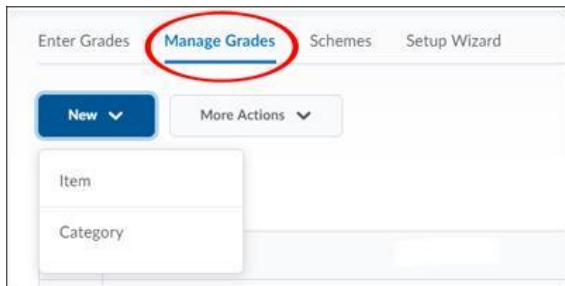 Enter Grades Manage Grades Schemes Setup Wizard
New More Actions
Item
Category